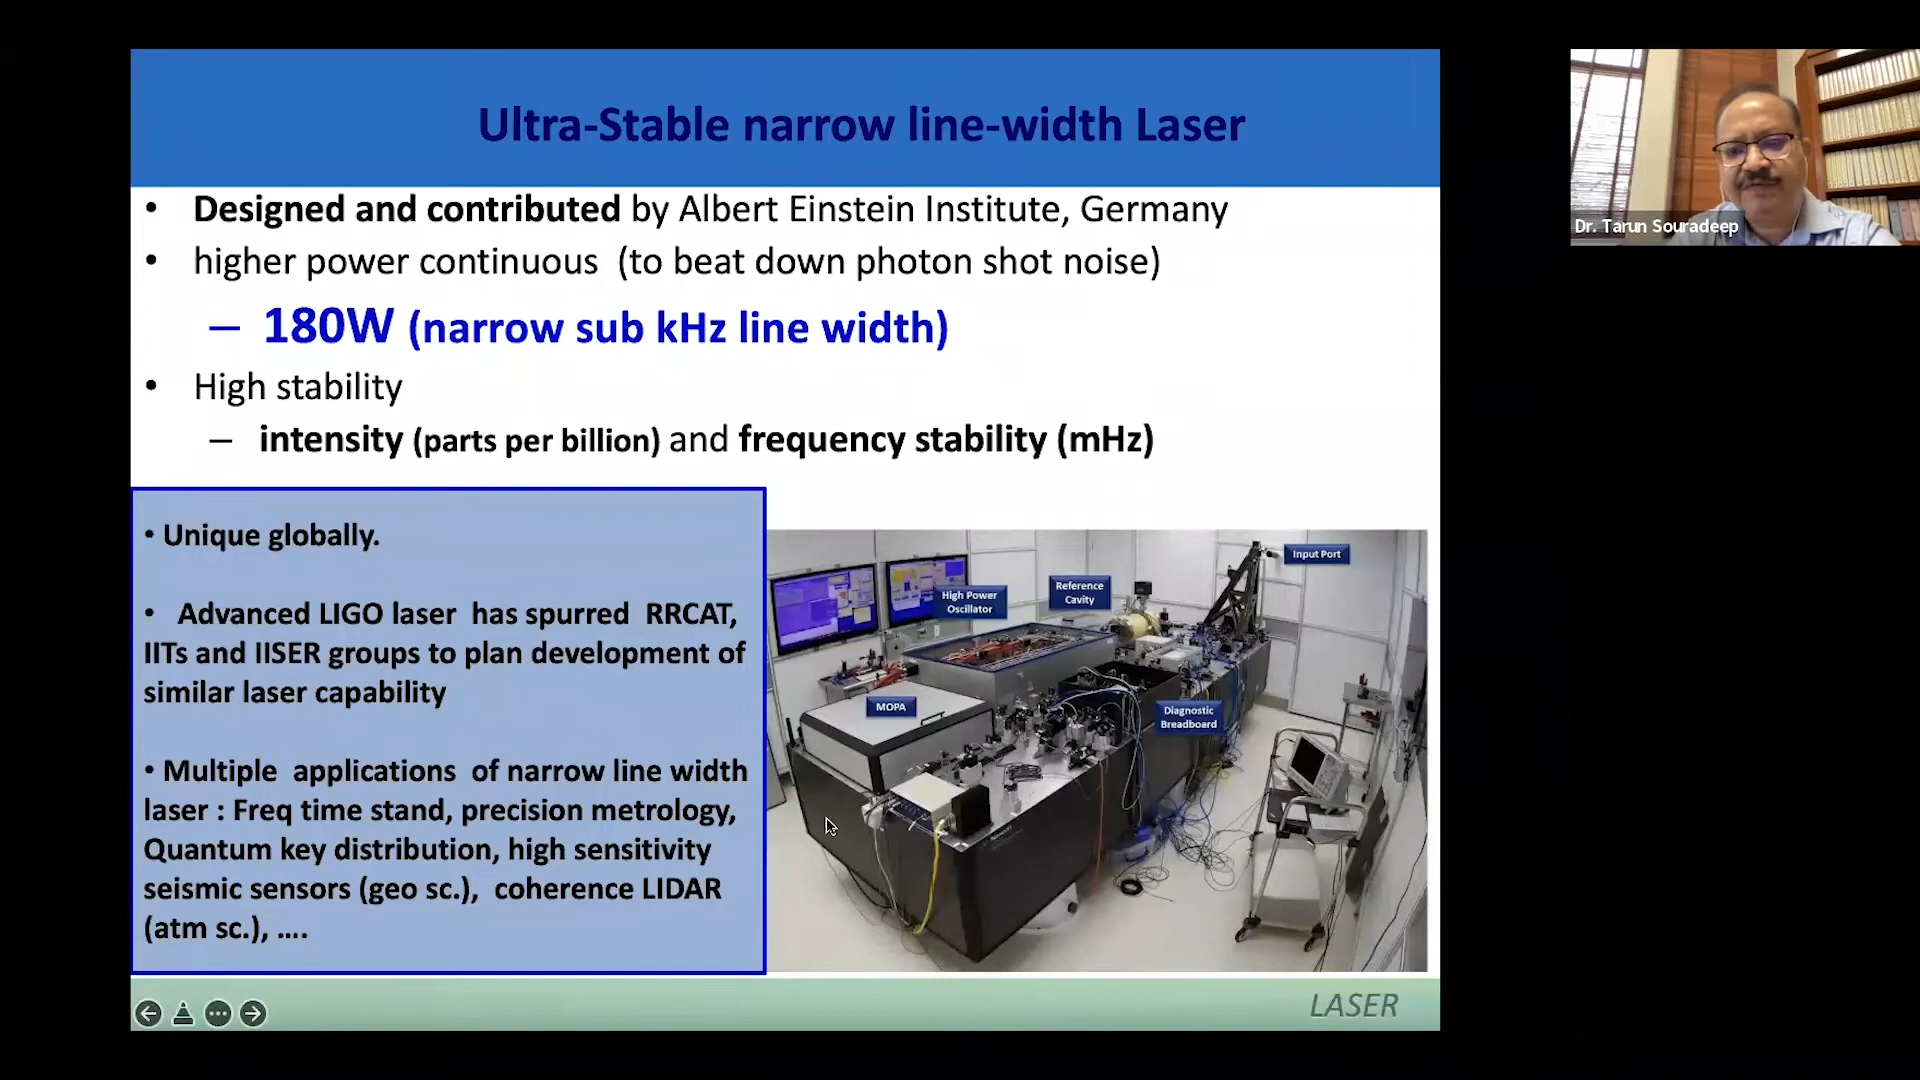 Ultra-Stable narrow line-width Laser
• Designed and contributed by Albert Einstein Institute, Germany
• higher power continuous (to beat down photon shot noise)
– 180W (narrow sub kHz line width)
• High stability
– intensity (parts per billion) and frequency stability (mHz)
• Unique globally.
• Advanced LIGO laser has spurred RRCAT,
IITs and IISER groups to plan development of
similar laser capability
• Multiple applications of narrow line width
laser : Freq time stand, precision metrology,
Quantum key distribution, high sensitivity
seismic sensors (geo sc.), coherence LIDAR
(atm sc.), ....
Input Port
High Power
Oscillator
Reference
Cavity
MOPA
Diagnostic
Breadboard
LASER
Dr. Tarun Souradeep